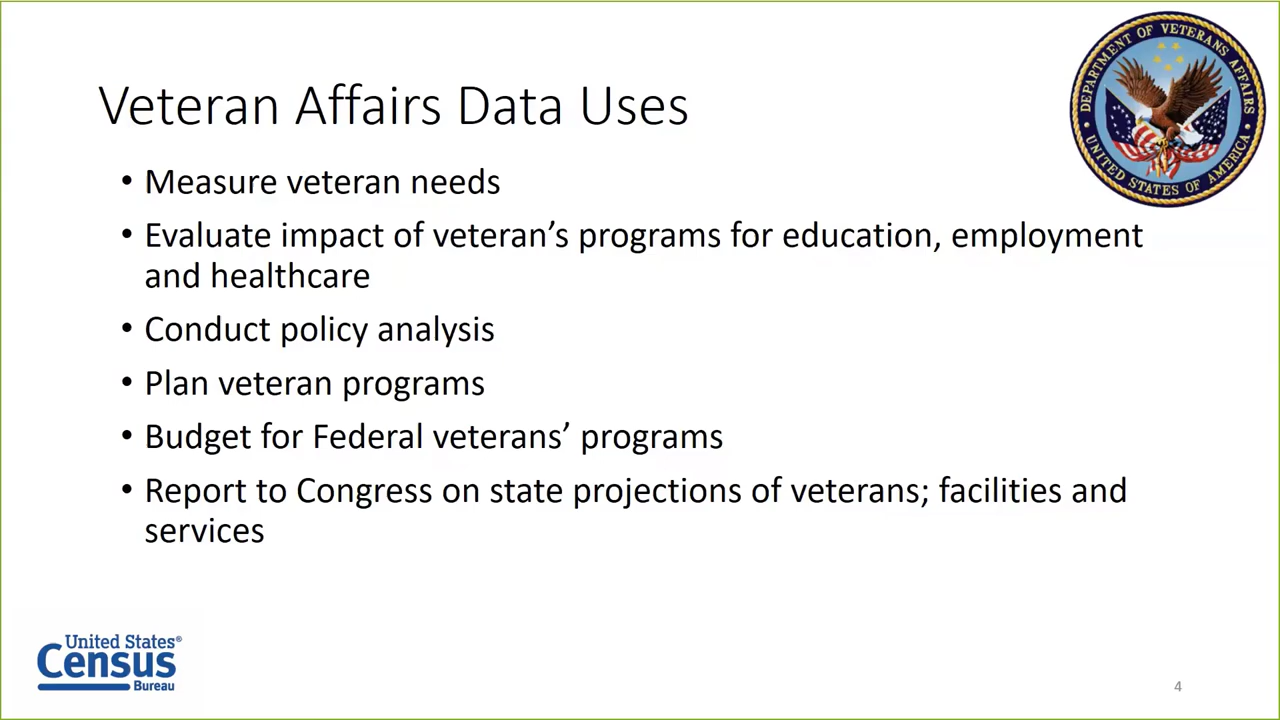 DEPARTMENT OF VETERANS AFFAIRS
UNITED STATES OF AMERICA
Veteran Affairs Data Uses
• Measure veteran needs
• Evaluate impact of veteran’s programs for education, employment
and healthcare
• Conduct policy analysis
• Plan veteran programs
• Budget for Federal veterans’ programs
• Report to Congress on state projections of veterans; facilities and
services
United States®
Census
Bureau
4